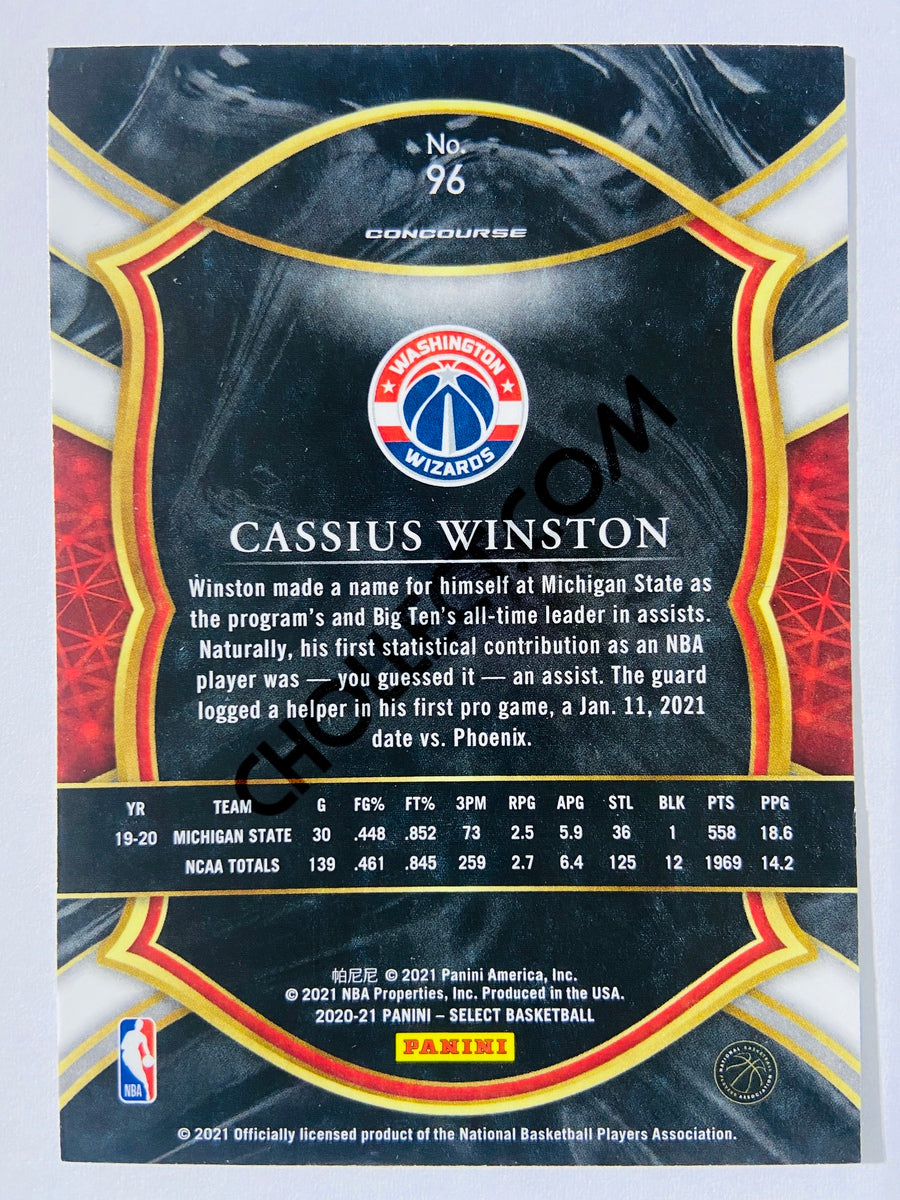 No.
96
CONCOURSE
WASHINGTON
WIZARDS
CASSIUS WINSTON
Winston made a name for himself at Michigan State as
the program's and Big Ten's all-time leader in assists.
Naturally, his first statistical contribution as an NBA
player was — you guessed it — an assist. The guard
logged a helper in his first pro game, a Jan. 11, 2021
date vs. Phoenix.
YR TEAM G FG% FT% 3PM RPG APG STL BLK PTS PPG
19-20 MICHIGAN STATE 30 .448 .852 73 2.5 5.9 36 1 558 18.6
NCAA TOTALS 139 .461 .845 259 2.7 6.4 125 12 1969 14.2
帕尼尼 © 2021 Panini America, Inc.
© 2021 NBA Properties, Inc. Produced in the USA.
2020-21 PANINI – SELECT BASKETBALL
PANINI
NBA
NATIONAL BASKETBALL
PLAYERS ASSOCIATION
© 2021 Officially licensed product of the National Basketball Players Association.